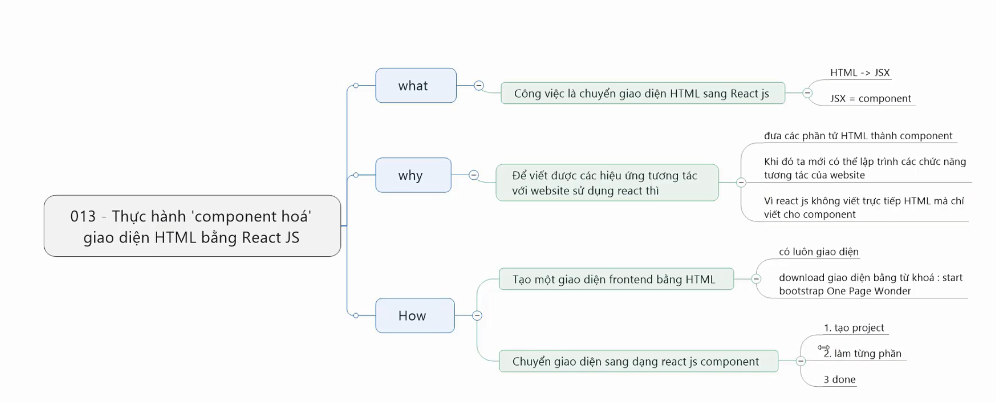 what
Công việc là chuyển giao diện HTML sang React js
HTML -> JSX
JSX = component
why
Để viết được các hiệu ứng tương tác
với website sử dụng react thì
đưa các phần tử HTML thành component
Khi đó ta mới có thể lập trình các chức năng
tương tác của website
Vì react js không viết trực tiếp HTML mà chỉ
viết cho component
013 - Thực hành 'component hoá'
giao diện HTML bằng React JS
How
Tạo một giao diện frontend bằng HTML
có luôn giao diện
download giao diện bằng từ khoá : start
bootstrap One Page Wonder
Chuyển giao diện sang dạng react js component
1. tạo project
2. làm từng phần
3 done